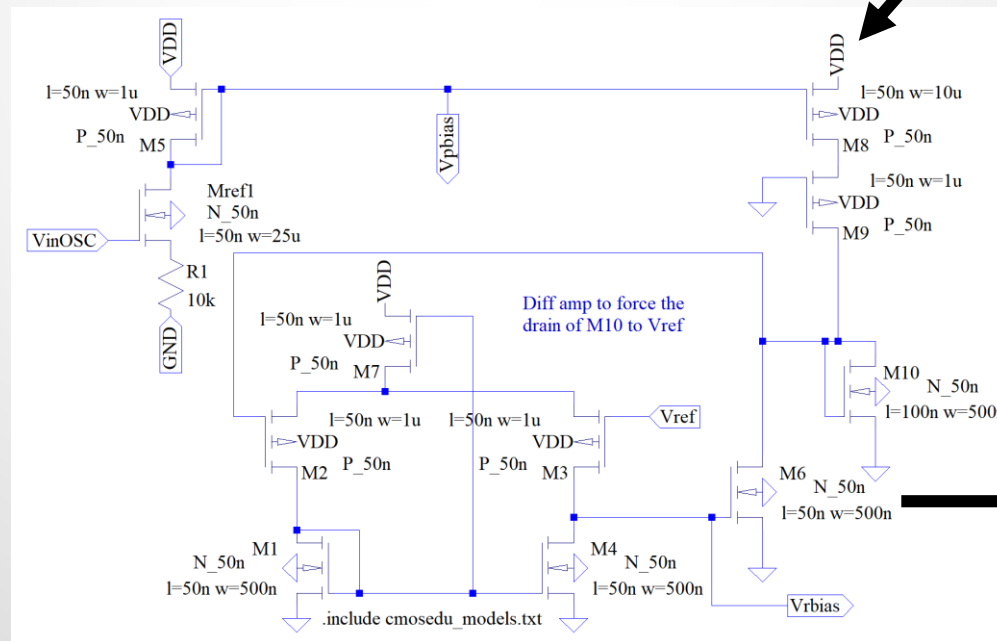 VDD
l=50n w=1u
VDD
P_50n
M5
Vpbias
VDD
l=50n w=10u
VDD
P_50n
M8
l=50n w=1u
VDD
P_50n
M9
Mref1
N_50n
l=50n w=25u
VinOSC
R1
10k
GND
VDD
l=50n w=1u
VDD
P_50n
M7
Diff amp to force the
drain of M10 to Vref
l=50n w=1u
VDD
P_50n
M2
l=50n w=1u
VDD
P_50n
M3
Vref
M10
N_50n
l=100n w=500
M6
N_50n
l=50n w=500n
M1
N_50n
l=50n w=500n
M4
N_50n
l=50n w=500n
Vrbias
.include cmosedu_models.txt